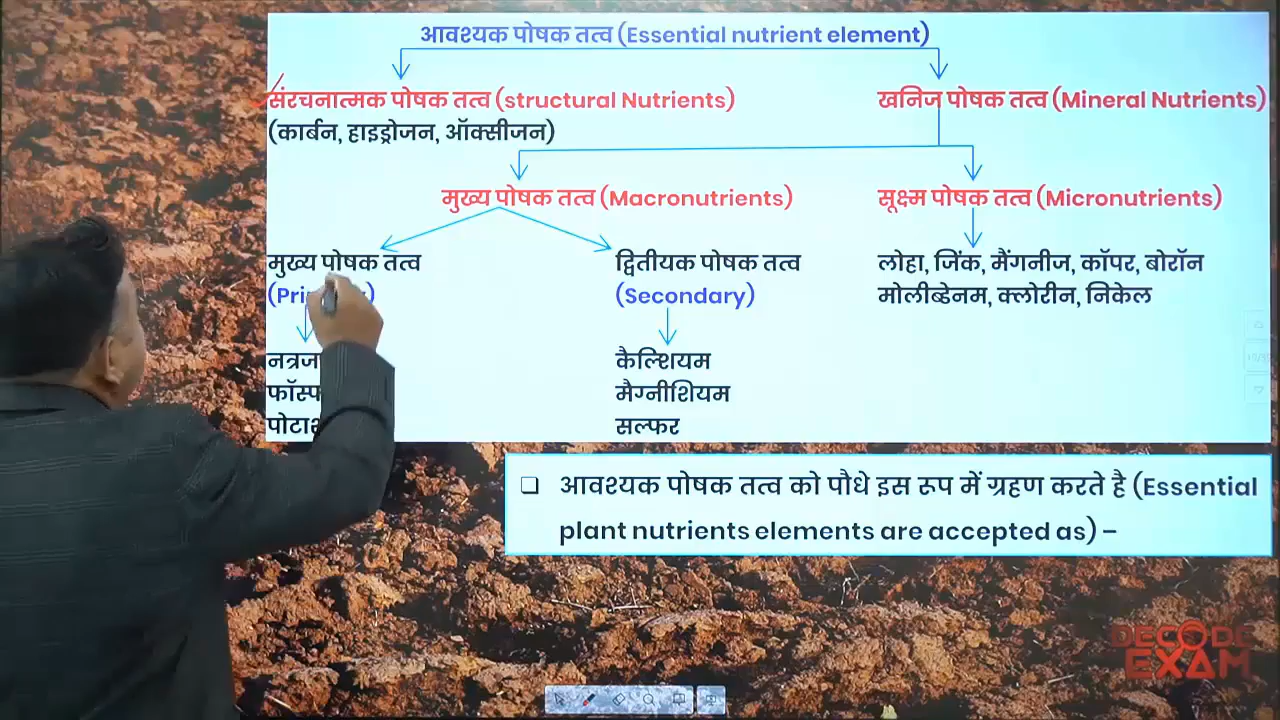 आवश्यक पोषक तत्व (Essential nutrient element)
संरचनात्मक पोषक तत्व (structural Nutrients)
(कार्बन, हाइड्रोजन, ऑक्सीजन)
खनिज पोषक तत्व (Mineral Nutrients)
मुख्य पोषक तत्व (Macronutrients)
सूक्ष्म पोषक तत्व (Micronutrients)
मुख्य पोषक तत्व
द्वितीयक पोषक तत्व
(Secondary)
लोहा, जिंक, मैंगनीज, कॉपर, बोरॉन
मोलीब्डेनम, क्लोरीन, निकेल
कैल्शियम
मैग्नीशियम
सल्फर
❑ आवश्यक पोषक तत्व को पौधे इस रूप में ग्रहण करते है (Essential
plant nutrients elements are accepted as) –
DECODE
EXAM